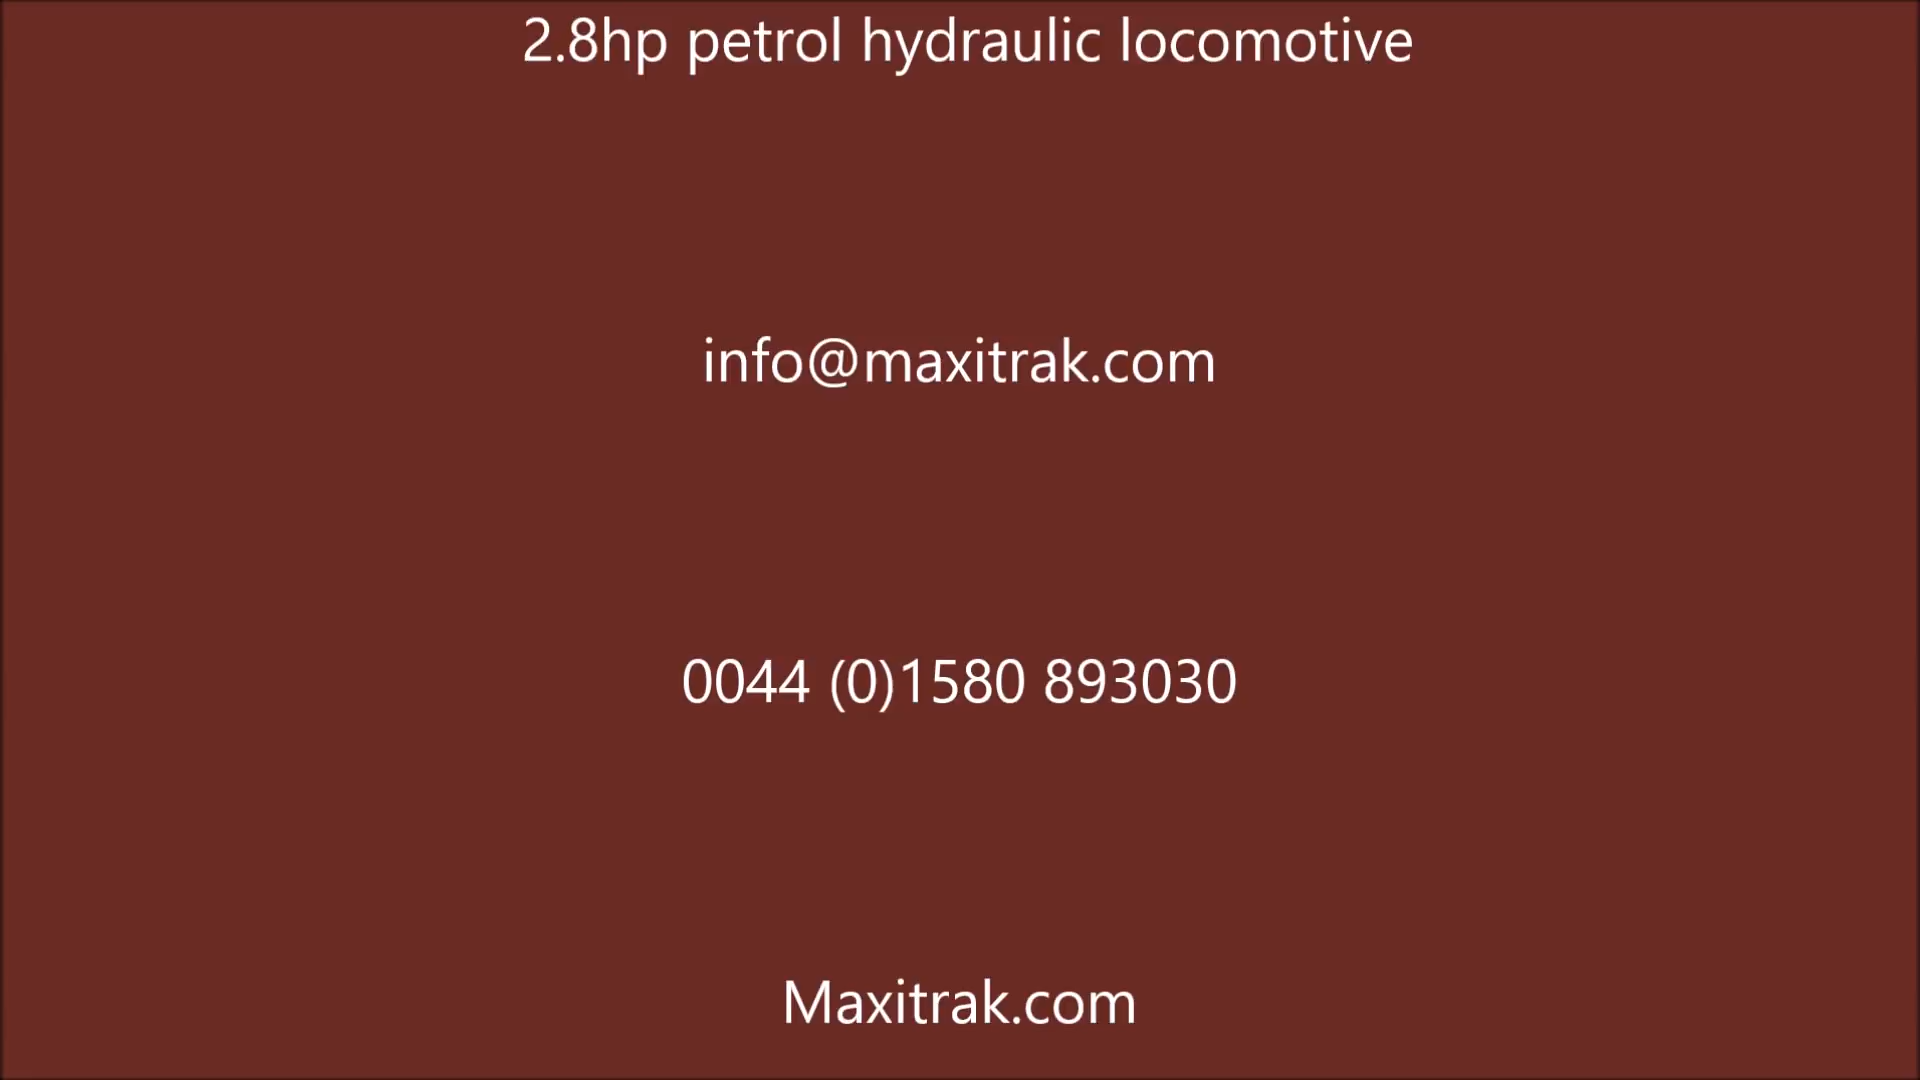 2.8hp petrol hydraulic locomotive
info@maxitrak.com
0044 (0)1580 893030
Maxitrak.com